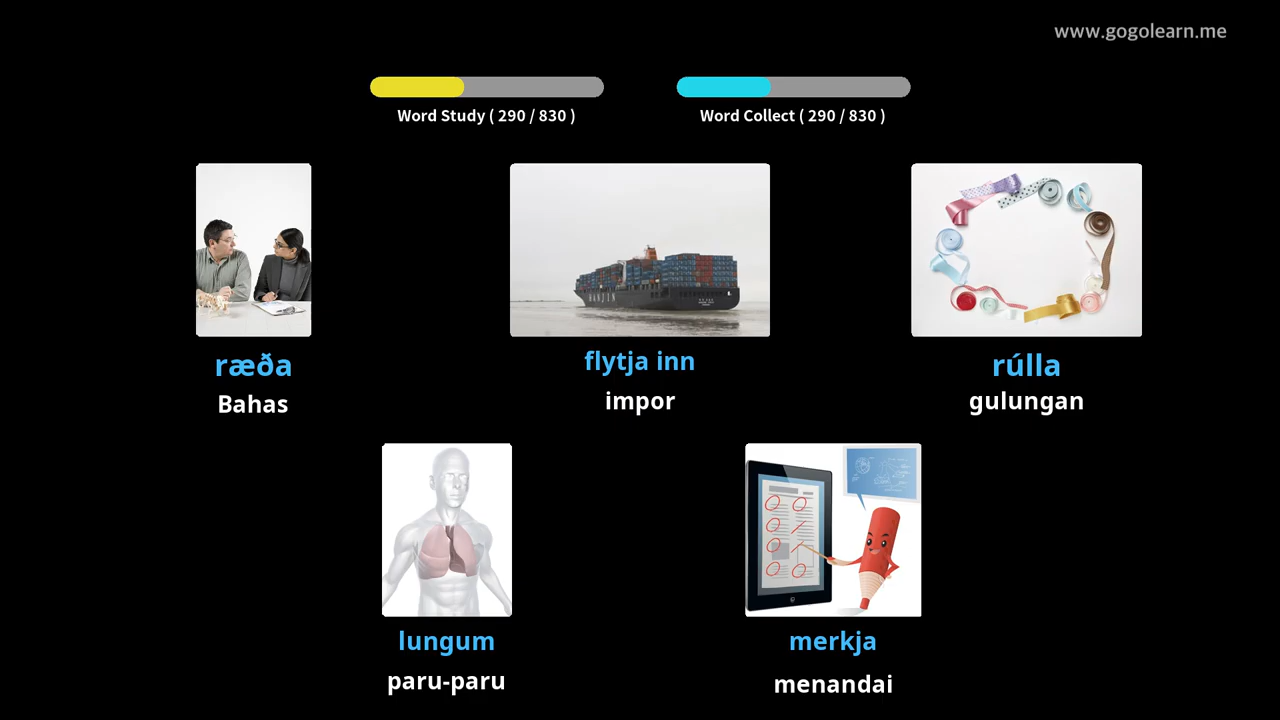 www.gogolearn.me
Word Study ( 290 / 830 )
Word Collect ( 290 / 830 )
HANJIN
ræða
Bahas
flytja inn
impor
rúlla
gulungan
lungum
paru-paru
merkja
menandai